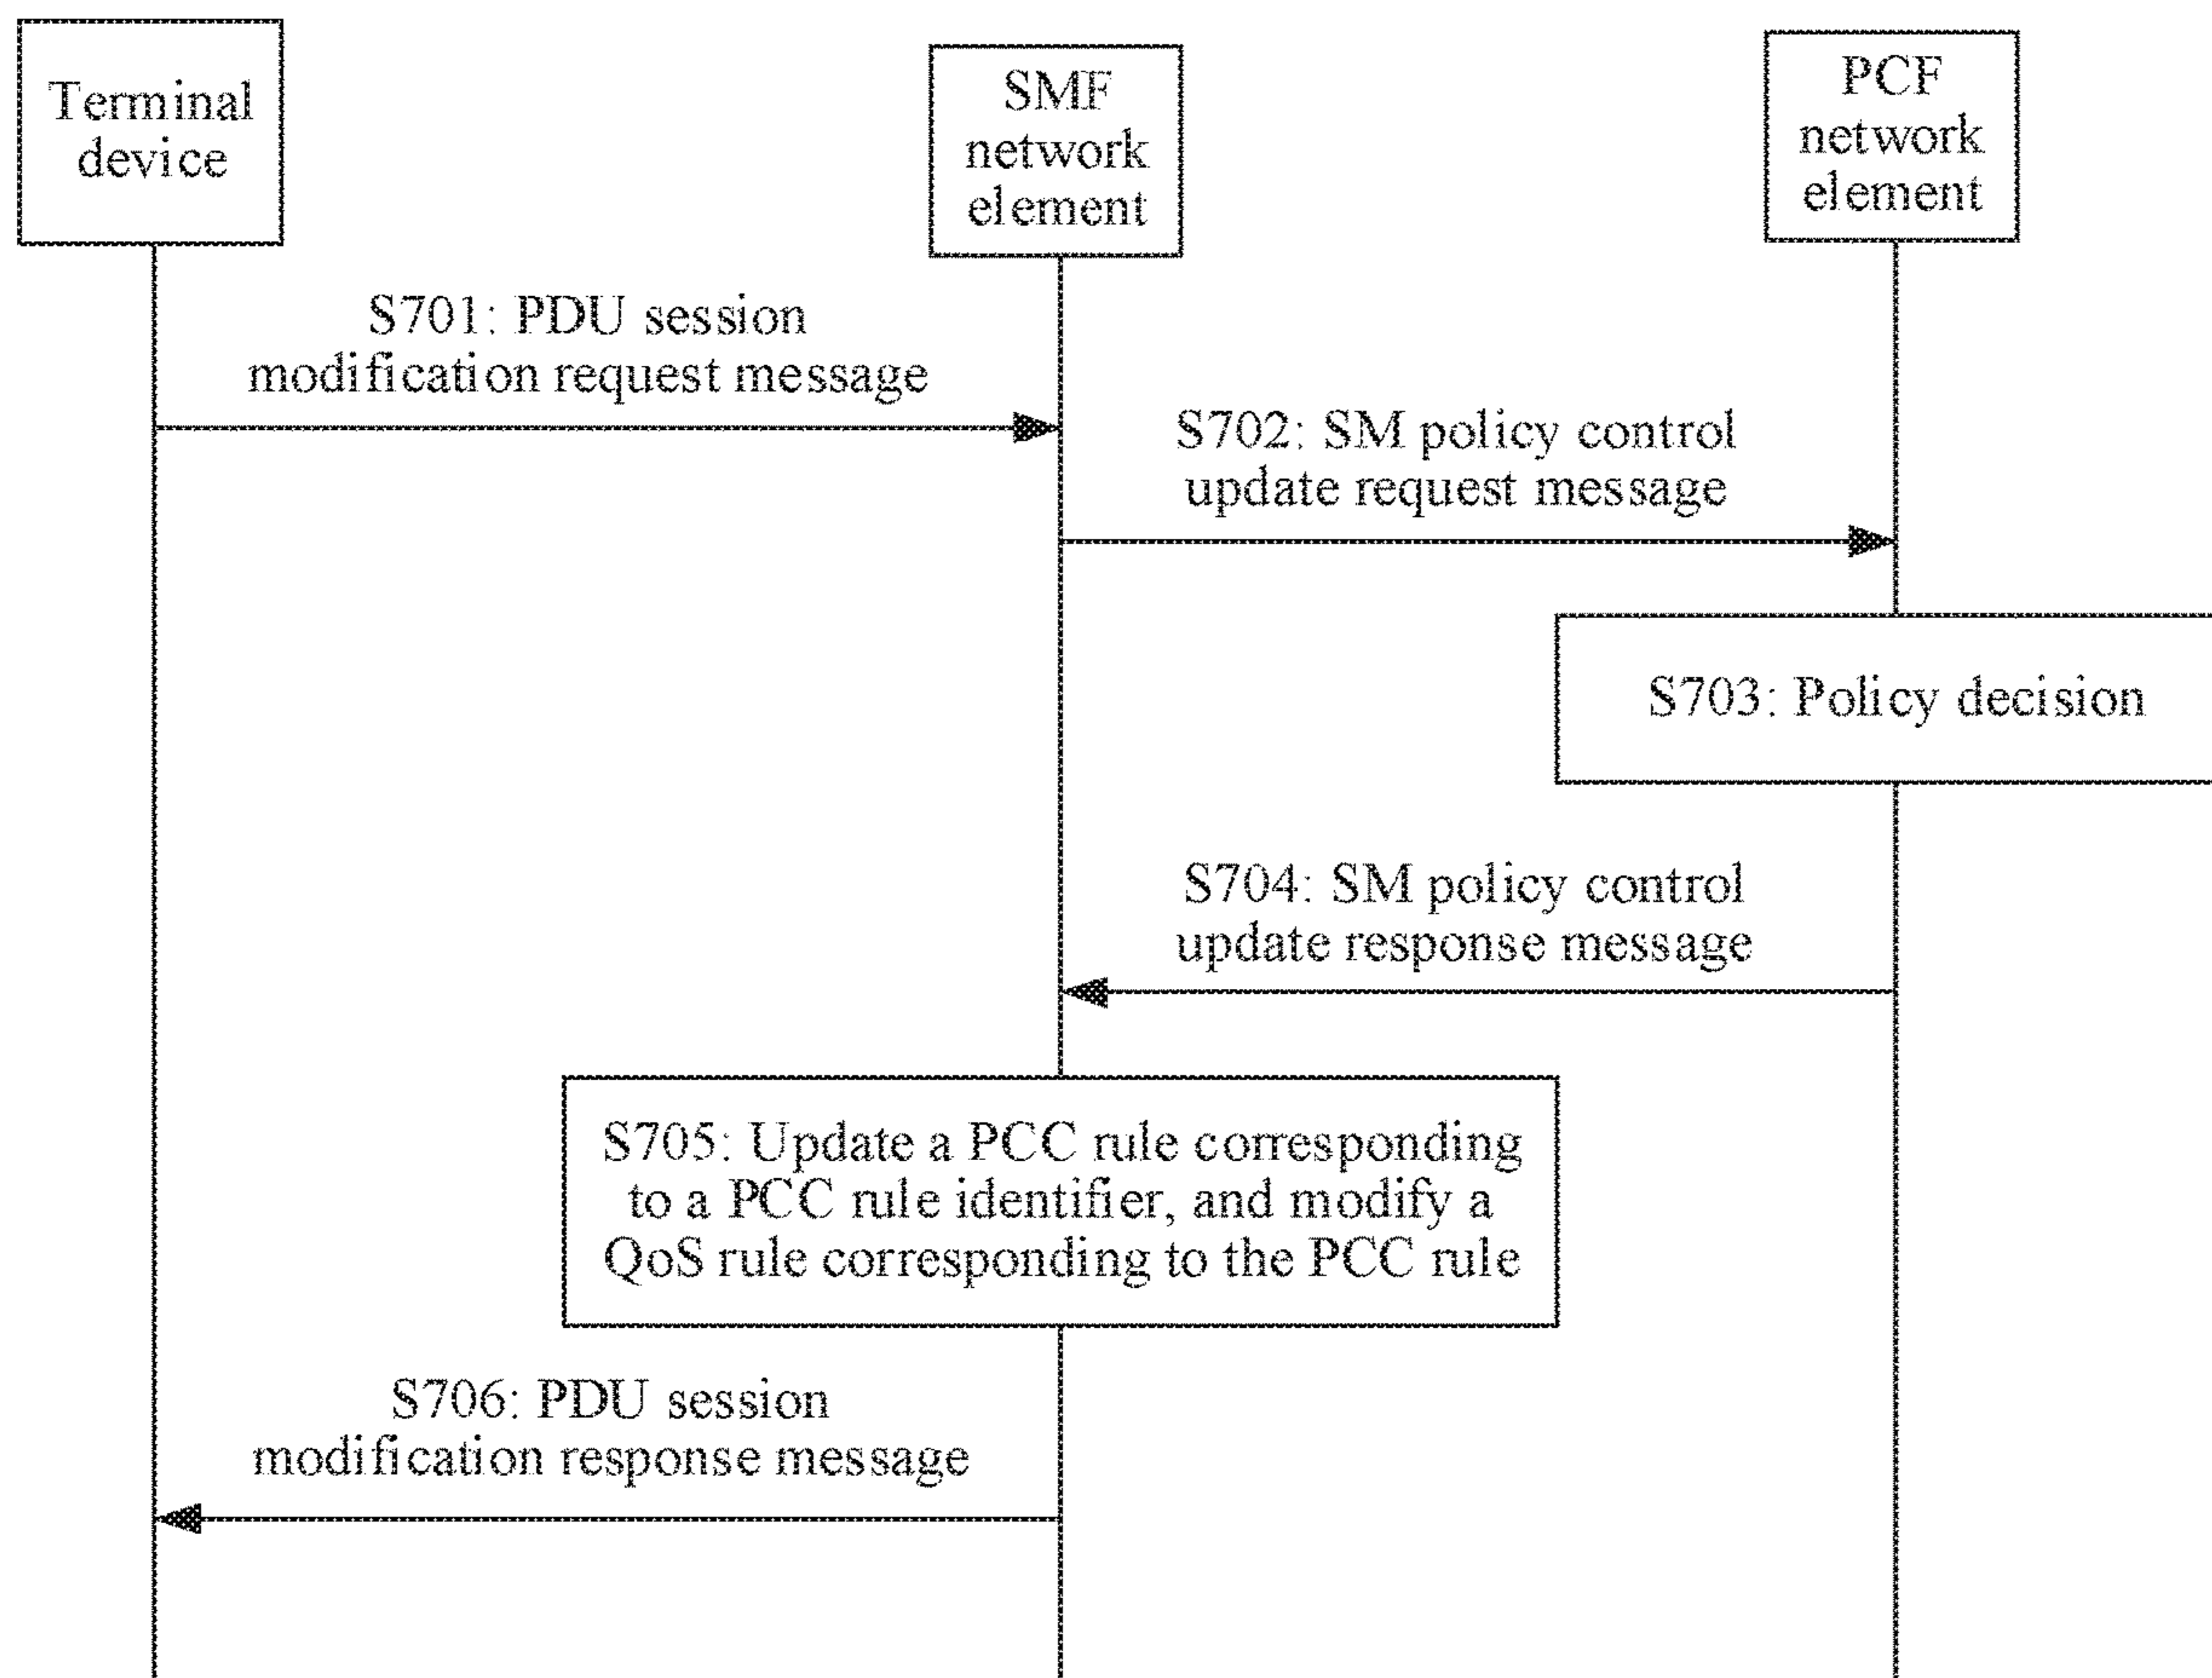 Terminal
device
SMF
network
element
PCF
network
element
S701: PDU session
modification request message
S702: SM policy control
update request message
S703: Policy decision
S704: SM policy control
update response message
S705: Update a PCC rule corresponding
to a PCC rule identifier, and modify a
QoS rule corresponding to the PCC rule
S706: PDU session
modification response message